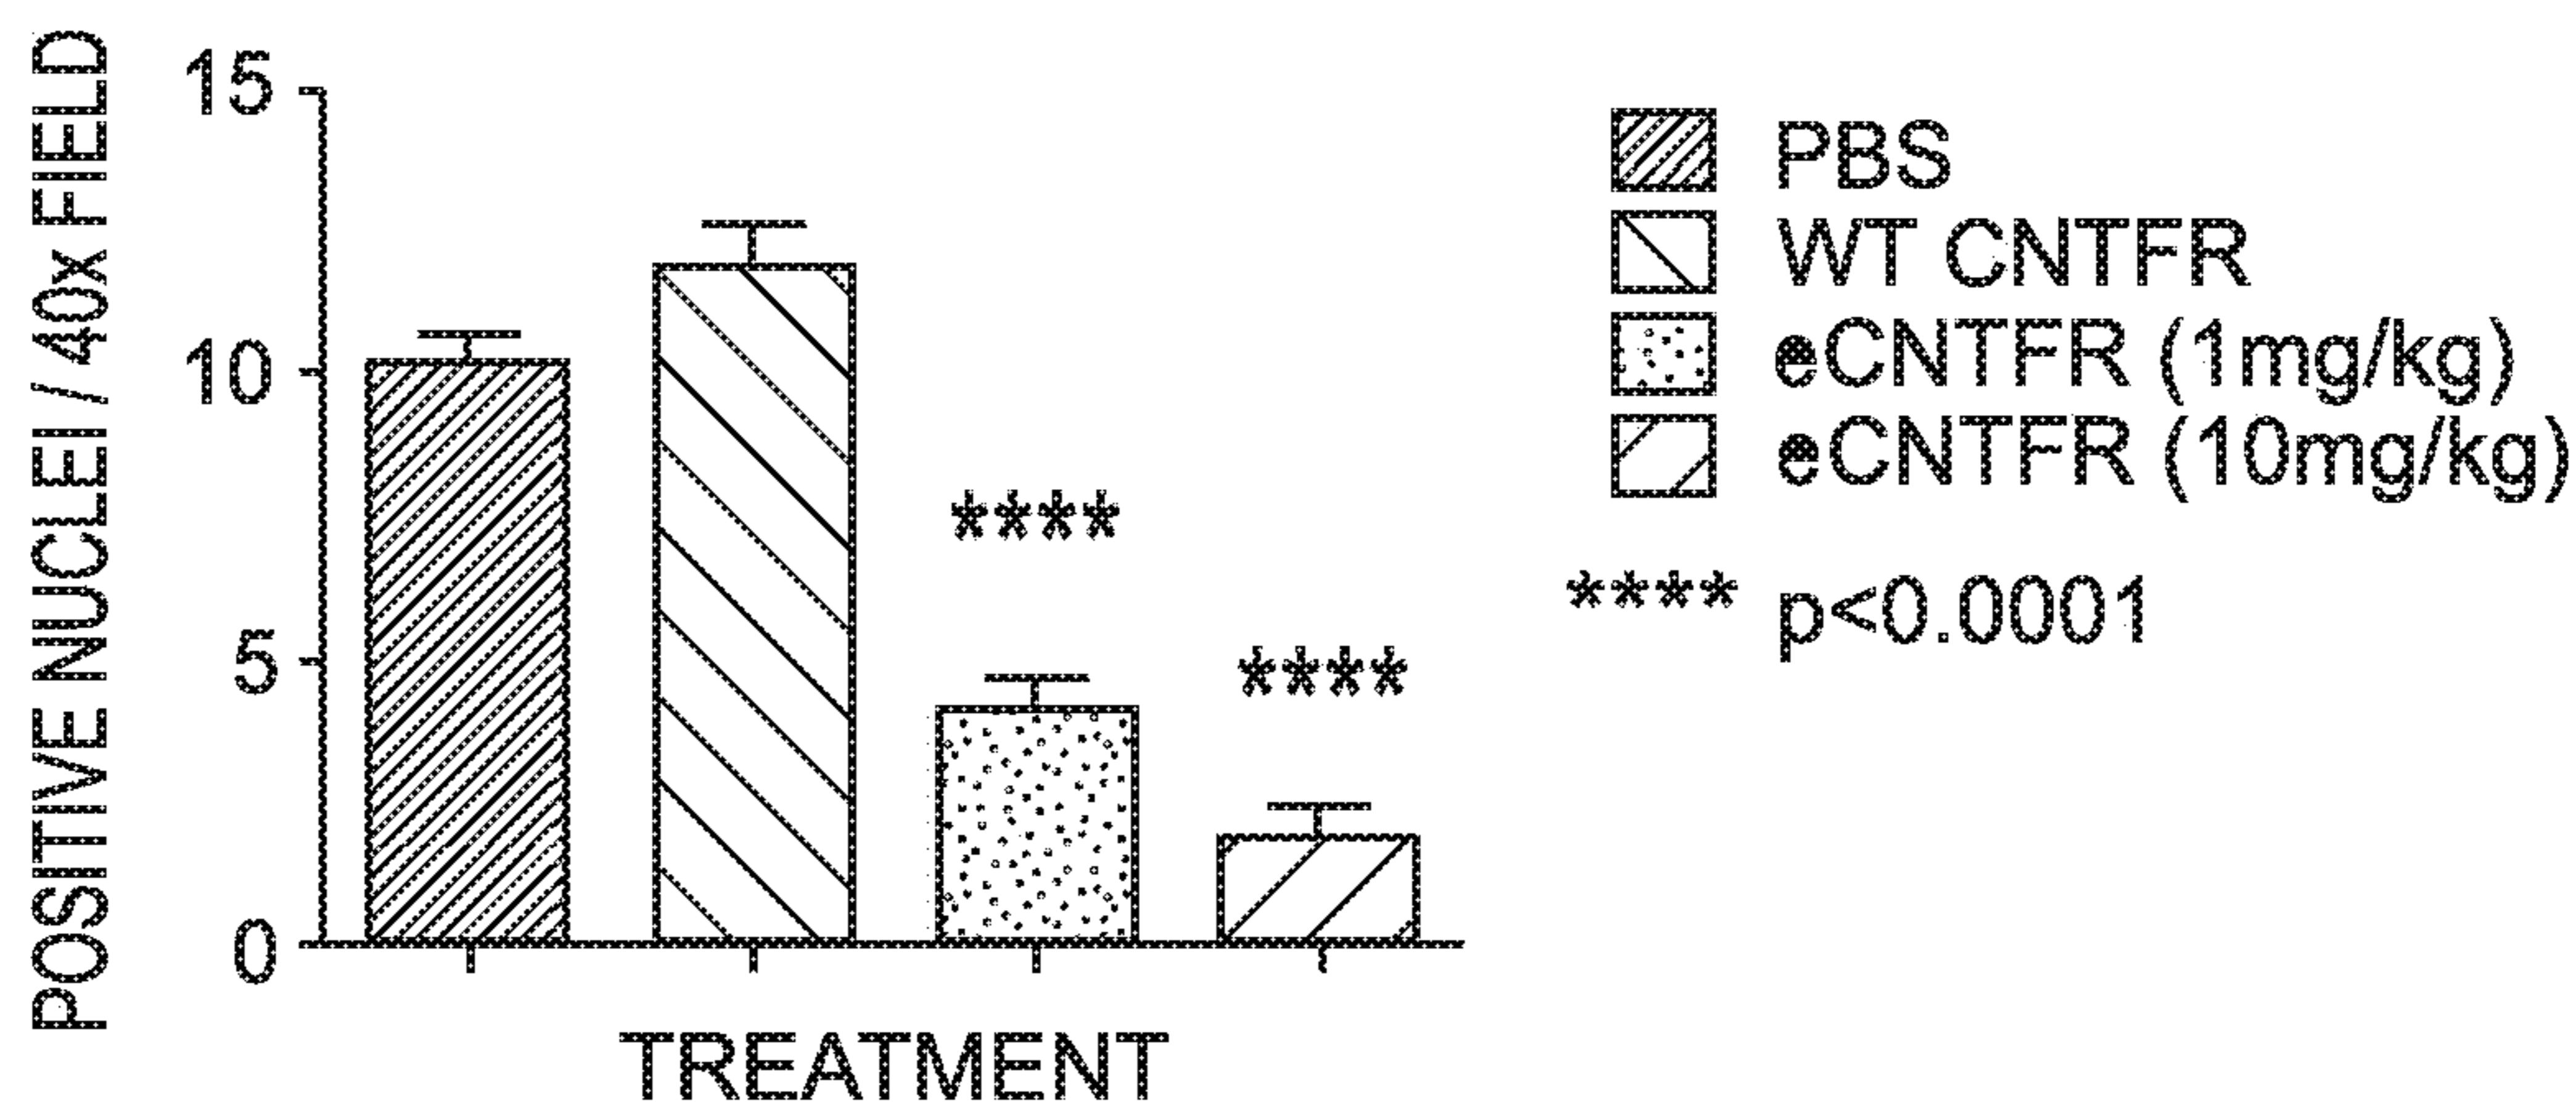 POSITIVE NUCLEI / 40x FIELD
15
10
5
0
****
****
TREATMENT
PBS
WT CNTFR
eCNTFR (1mg/kg)
eCNTFR (10mg/kg)
**** p<0.0001